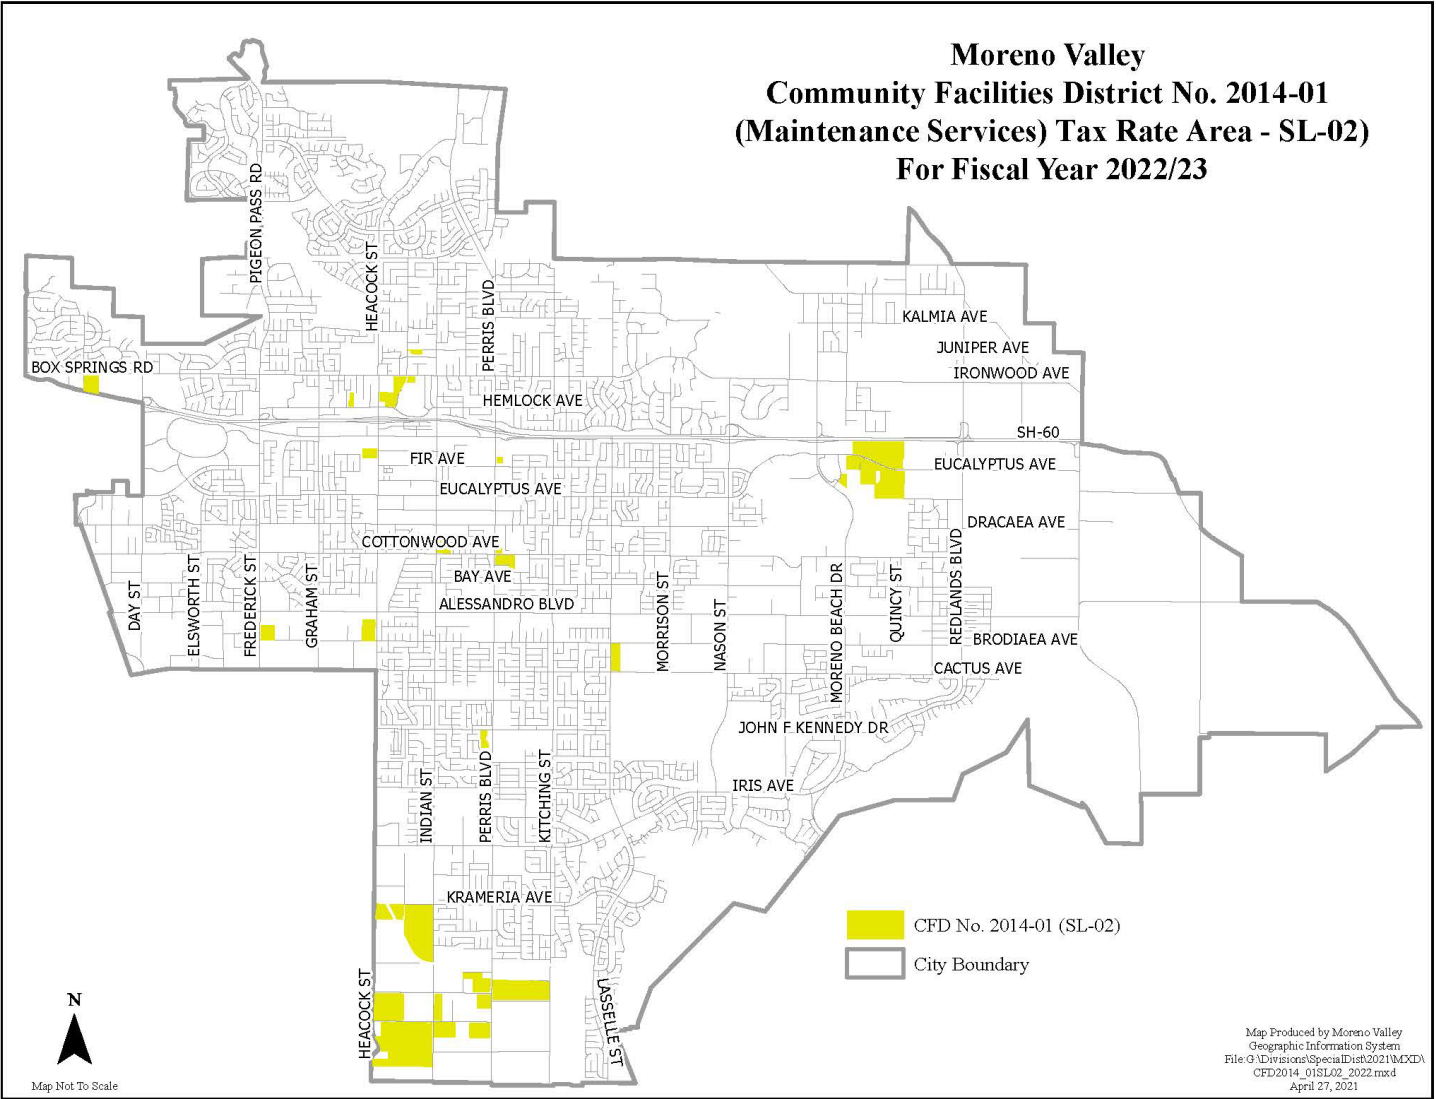 Moreno Valley
Community Facilities District No. 2014-01
(Maintenance Services) Tax Rate Area - SL-02)
For Fiscal Year 2022/23
PIGEON PASS RD
HEACOCK ST
PERRIS BLVD
KALMIA AVE
JUNIPER AVE
IRONWOOD AVE
BOX SPRINGS RD
HEMLOCK AVE
SH-60
FIR AVE
EUCALYPTUS AVE
EUCALYPTUS AVE
DRACAEA AVE
COTTONWOOD AVE
BAY AVE
ALESSANDRO BLVD
DAY ST
ELSWORTH ST
FREDERICK ST
GRAHAM ST
MORRISON ST
NASON ST
MORENO BEACH DR
QUINCY ST
REDLANDS BLVD
BRODIAEA AVE
CACTUS AVE
JOHN F KENNEDY DR
IRIS AVE
INDIAN ST
PERRIS BLVD
KITCHING ST
KRAMERIA AVE
HEACOCK ST
LASSELLE ST
CFD No. 2014-01 (SL-02)
City Boundary
N
Map Not To Scale
Map Produced by Moreno Valley
Geographic Information System
File:G:\Divisions\SpecialDist\2021\MXD\
CFD2014_01SL02_2022.mxd
April 27, 2021